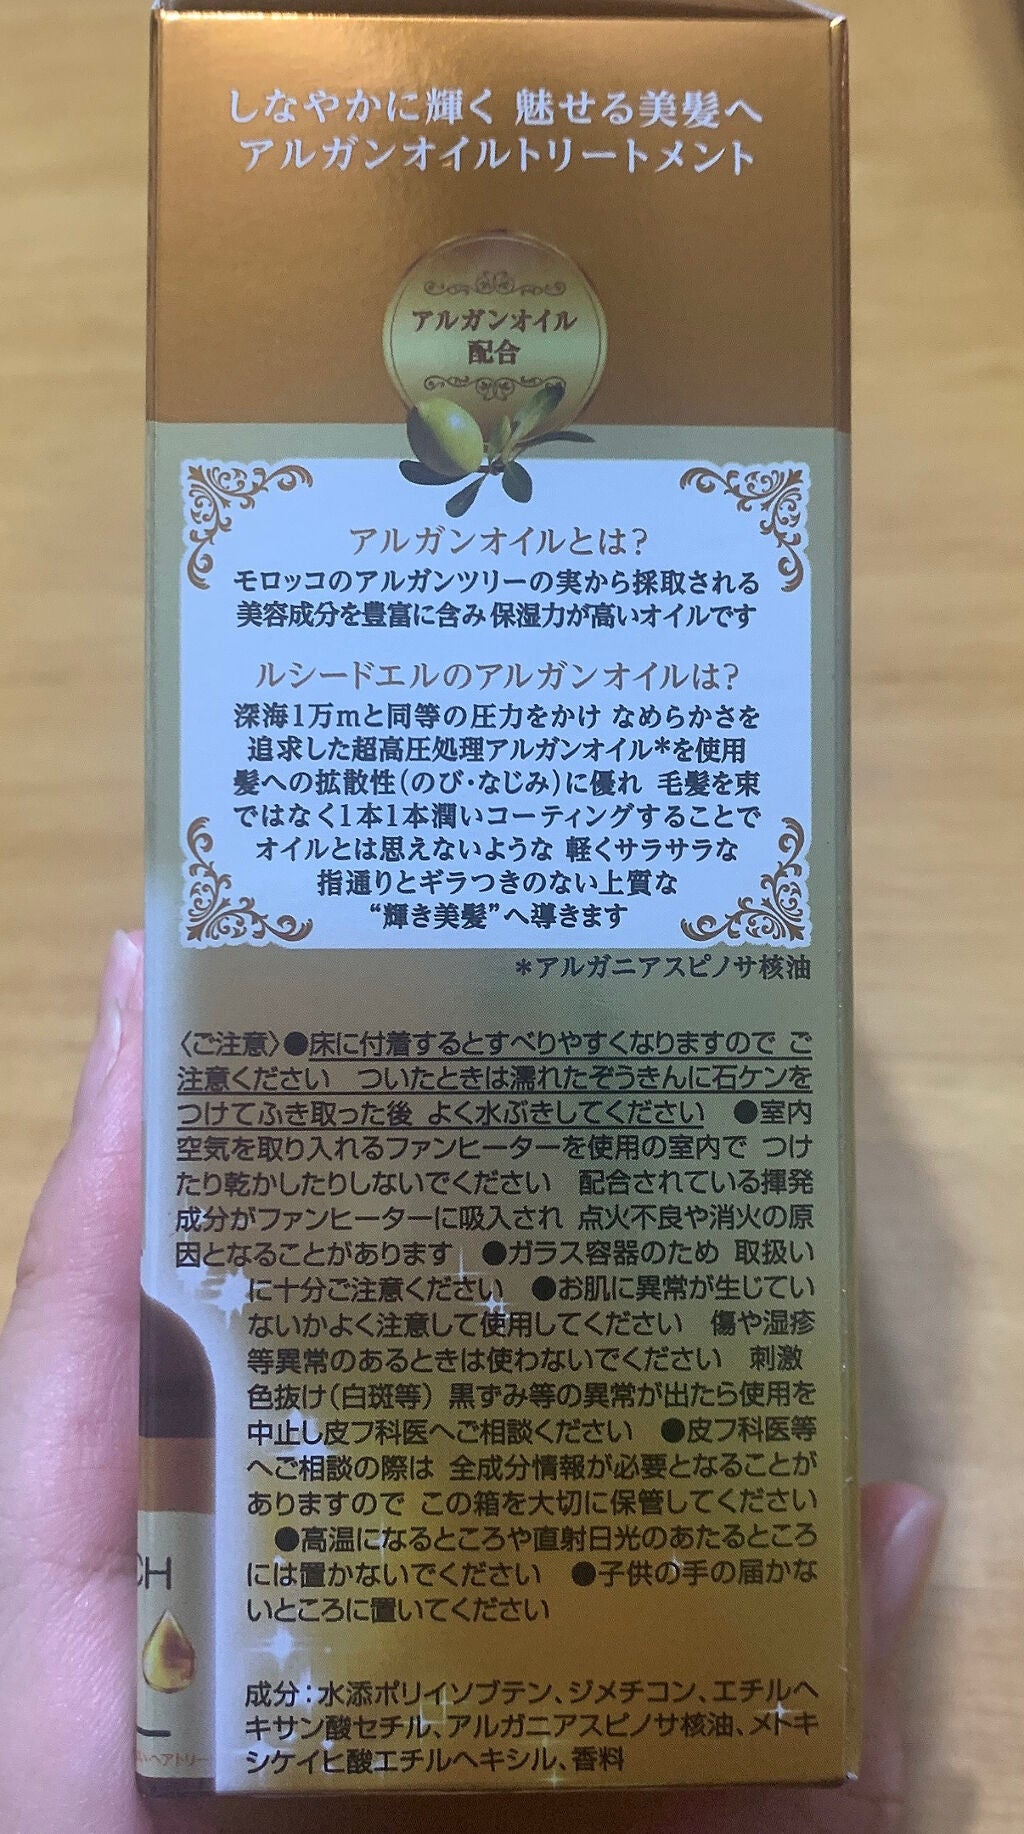 しなやかに輝く 魅せる美髪へ
アルガンオイルトリートメント
アルガンオイル
配合
アルガンオイルとは?
モロッコのアルガンツリーの実から採取される
美容成分を豊富に含み 保湿力が高いオイルです
ルシードエルのアルガンオイルは?
深海1万mと同等の圧力をかけ なめらかさを
追求した超高圧処理アルガンオイル*を使用
髪への拡散性(のび・なじみ)に優れ 毛髪を束
ではなく1本1本潤いコーティングすることで
オイルとは思えないような 軽くサラサラな
指通りとギラつきのない上質な
“輝き美髪”へ導きます
*アルガニアスピノサ核油
〈ご注意〉●床に付着するとすべりやすくなりますので ご
注意ください ついたときは濡れたぞうきんに石ケンを
つけてふき取った後 よく水ぶきしてください ●室内
空気を取り入れるファンヒーターを使用の室内で つけ
たり乾かしたりしないでください 配合されている揮発
成分がファンヒーターに吸入され 点火不良や消火の原
因となることがあります ●ガラス容器のため 取扱い
に十分ご注意ください ●お肌に異常が生じてい
ないかよく注意して使用してください 傷や湿疹
等異常のあるときは使わないでください 刺激
色抜け(白斑等) 黒ずみ等の異常が出たら使用を
中止し皮フ科医へご相談ください ●皮フ科医等
へご相談の際は 全成分情報が必要となることが
ありますので この箱を大切に保管してください
●高温になるところや直射日光のあたるところ
には置かないでください ●子供の手の届かな
いところに置いてください
CH
いヘアトリー
成分:水添ポリイソブテン、ジメチコン、エチルヘ
キサン酸セチル、アルガニアスピノサ核油、メトキ
シケイヒ酸エチルヘキシル、香料